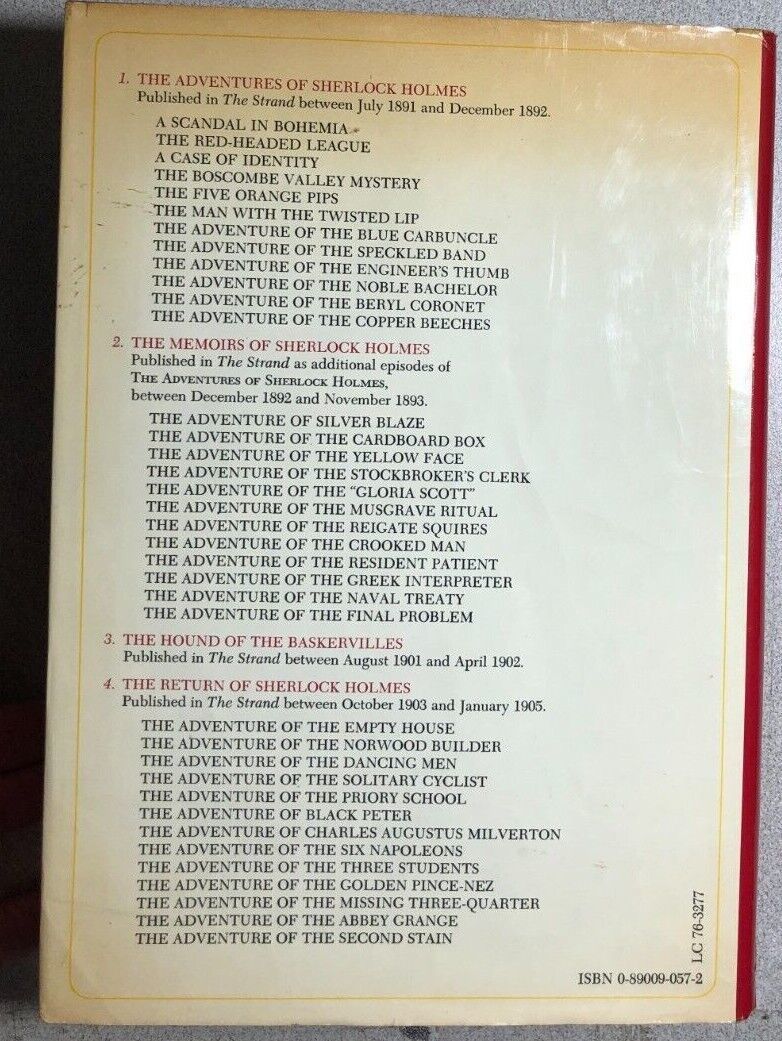 1. THE ADVENTURES OF SHERLOCK HOLMES
Published in The Strand between July 1891 and December 1892.
A SCANDAL IN BOHEMIA
THE RED-HEADED LEAGUE
A CASE OF IDENTITY
THE BOSCOMBE VALLEY MYSTERY
THE FIVE ORANGE PIPS
THE MAN WITH THE TWISTED LIP
THE ADVENTURE OF THE BLUE CARBUNCLE
THE ADVENTURE OF THE SPECKLED BAND
THE ADVENTURE OF THE ENGINEER'S THUMB
THE ADVENTURE OF THE NOBLE BACHELOR
THE ADVENTURE OF THE BERYL CORONET
THE ADVENTURE OF THE COPPER BEECHES
2. THE MEMOIRS OF SHERLOCK HOLMES
Published in The Strand as additional episodes of
THE ADVENTURES OF SHERLOCK HOLMES,
between December 1892 and November 1893.
THE ADVENTURE OF SILVER BLAZE
THE ADVENTURE OF THE CARDBOARD BOX
THE ADVENTURE OF THE YELLOW FACE
THE ADVENTURE OF THE STOCKBROKER'S CLERK
THE ADVENTURE OF THE "GLORIA SCOTT"
THE ADVENTURE OF THE MUSGRAVE RITUAL
THE ADVENTURE OF THE REIGATE SQUIRES
THE ADVENTURE OF THE CROOKED MAN
THE ADVENTURE OF THE RESIDENT PATIENT
THE ADVENTURE OF THE GREEK INTERPRETER
THE ADVENTURE OF THE NAVAL TREATY
THE ADVENTURE OF THE FINAL PROBLEM
3. THE HOUND OF THE BASKERVILLES
Published in The Strand between August 1901 and April 1902.
4. THE RETURN OF SHERLOCK HOLMES
Published in The Strand between October 1903 and January 1905.
THE ADVENTURE OF THE EMPTY HOUSE
THE ADVENTURE OF THE NORWOOD BUILDER
THE ADVENTURE OF THE DANCING MEN
THE ADVENTURE OF THE SOLITARY CYCLIST
THE ADVENTURE OF THE PRIORY SCHOOL
THE ADVENTURE OF BLACK PETER
THE ADVENTURE OF CHARLES AUGUSTUS MILVERTON
THE ADVENTURE OF THE SIX NAPOLEONS
THE ADVENTURE OF THE THREE STUDENTS
THE ADVENTURE OF THE GOLDEN PINCE-NEZ
THE ADVENTURE OF THE MISSING THREE-QUARTER
THE ADVENTURE OF THE ABBEY GRANGE
THE ADVENTURE OF THE SECOND STAIN
LC 76-3277
ISBN 0-89009-057-2